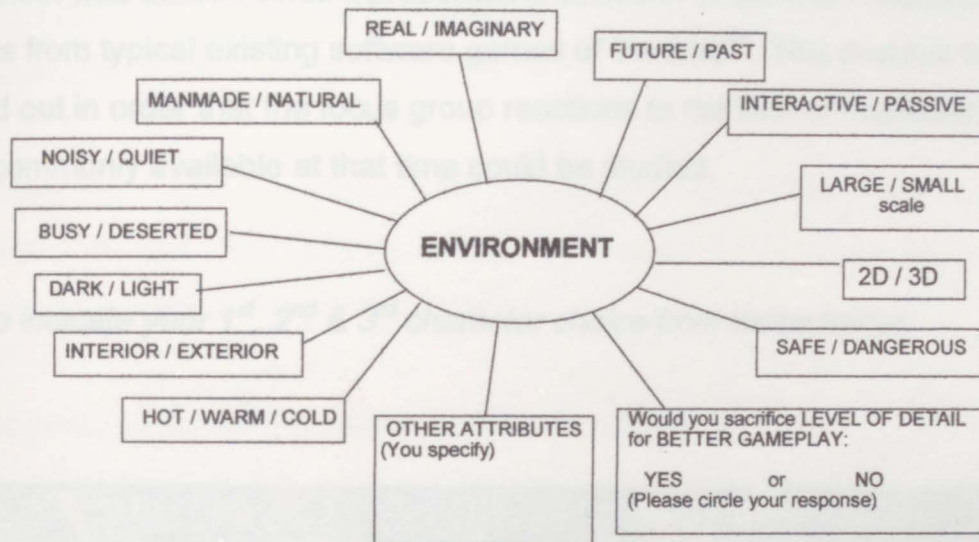 REAL / IMAGINARY
FUTURE / PAST
MANMADE / NATURAL
INTERACTIVE / PASSIVE
NOISY / QUIET
LARGE / SMALL
scale
BUSY / DESERTED
ENVIRONMENT
2D / 3D
DARK / LIGHT
INTERIOR / EXTERIOR
SAFE / DANGEROUS
HOT / WARM / COLD
OTHER ATTRIBUTES
(You specify)
Would you sacrifice LEVEL OF DETAIL
for BETTER GAMEPLAY:
YES or NO
(Please circle your response)